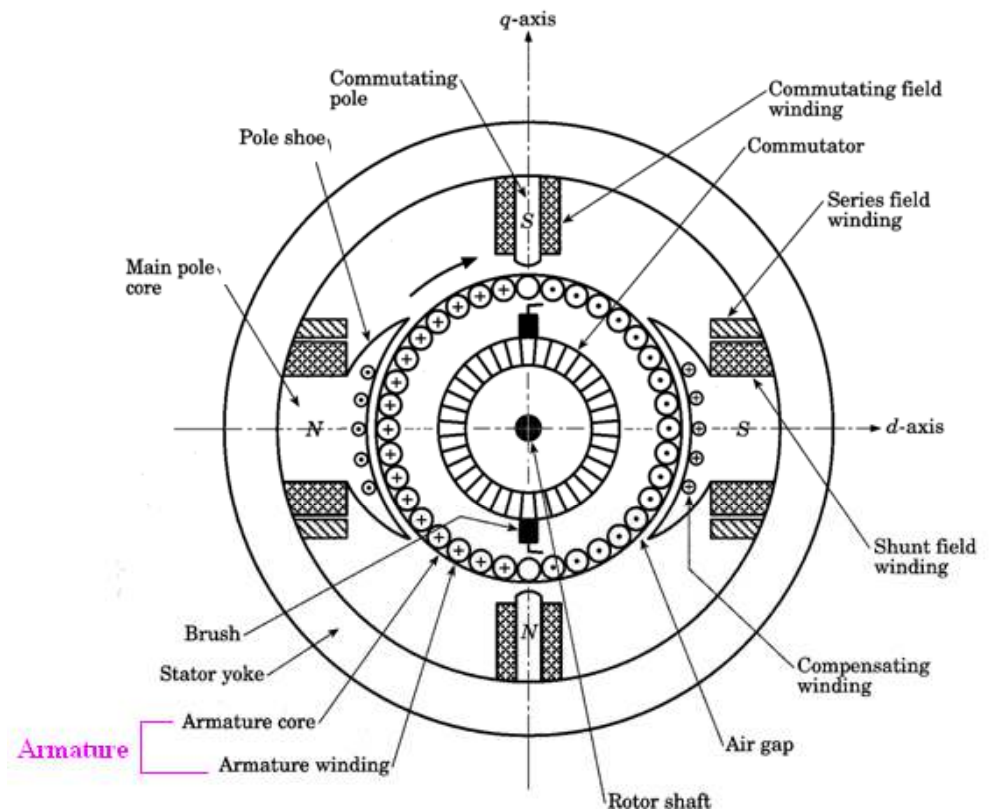 q-axis
Commutating
pole
Commutating field
winding
Pole shoe
Commutator
Series field
winding
Main pole
core
S
N
S
d-axis
Shunt field
winding
N
Brush
Stator yoke
Compensating
winding
Armature core
Armature
Air gap
Armature winding
Rotor shaft